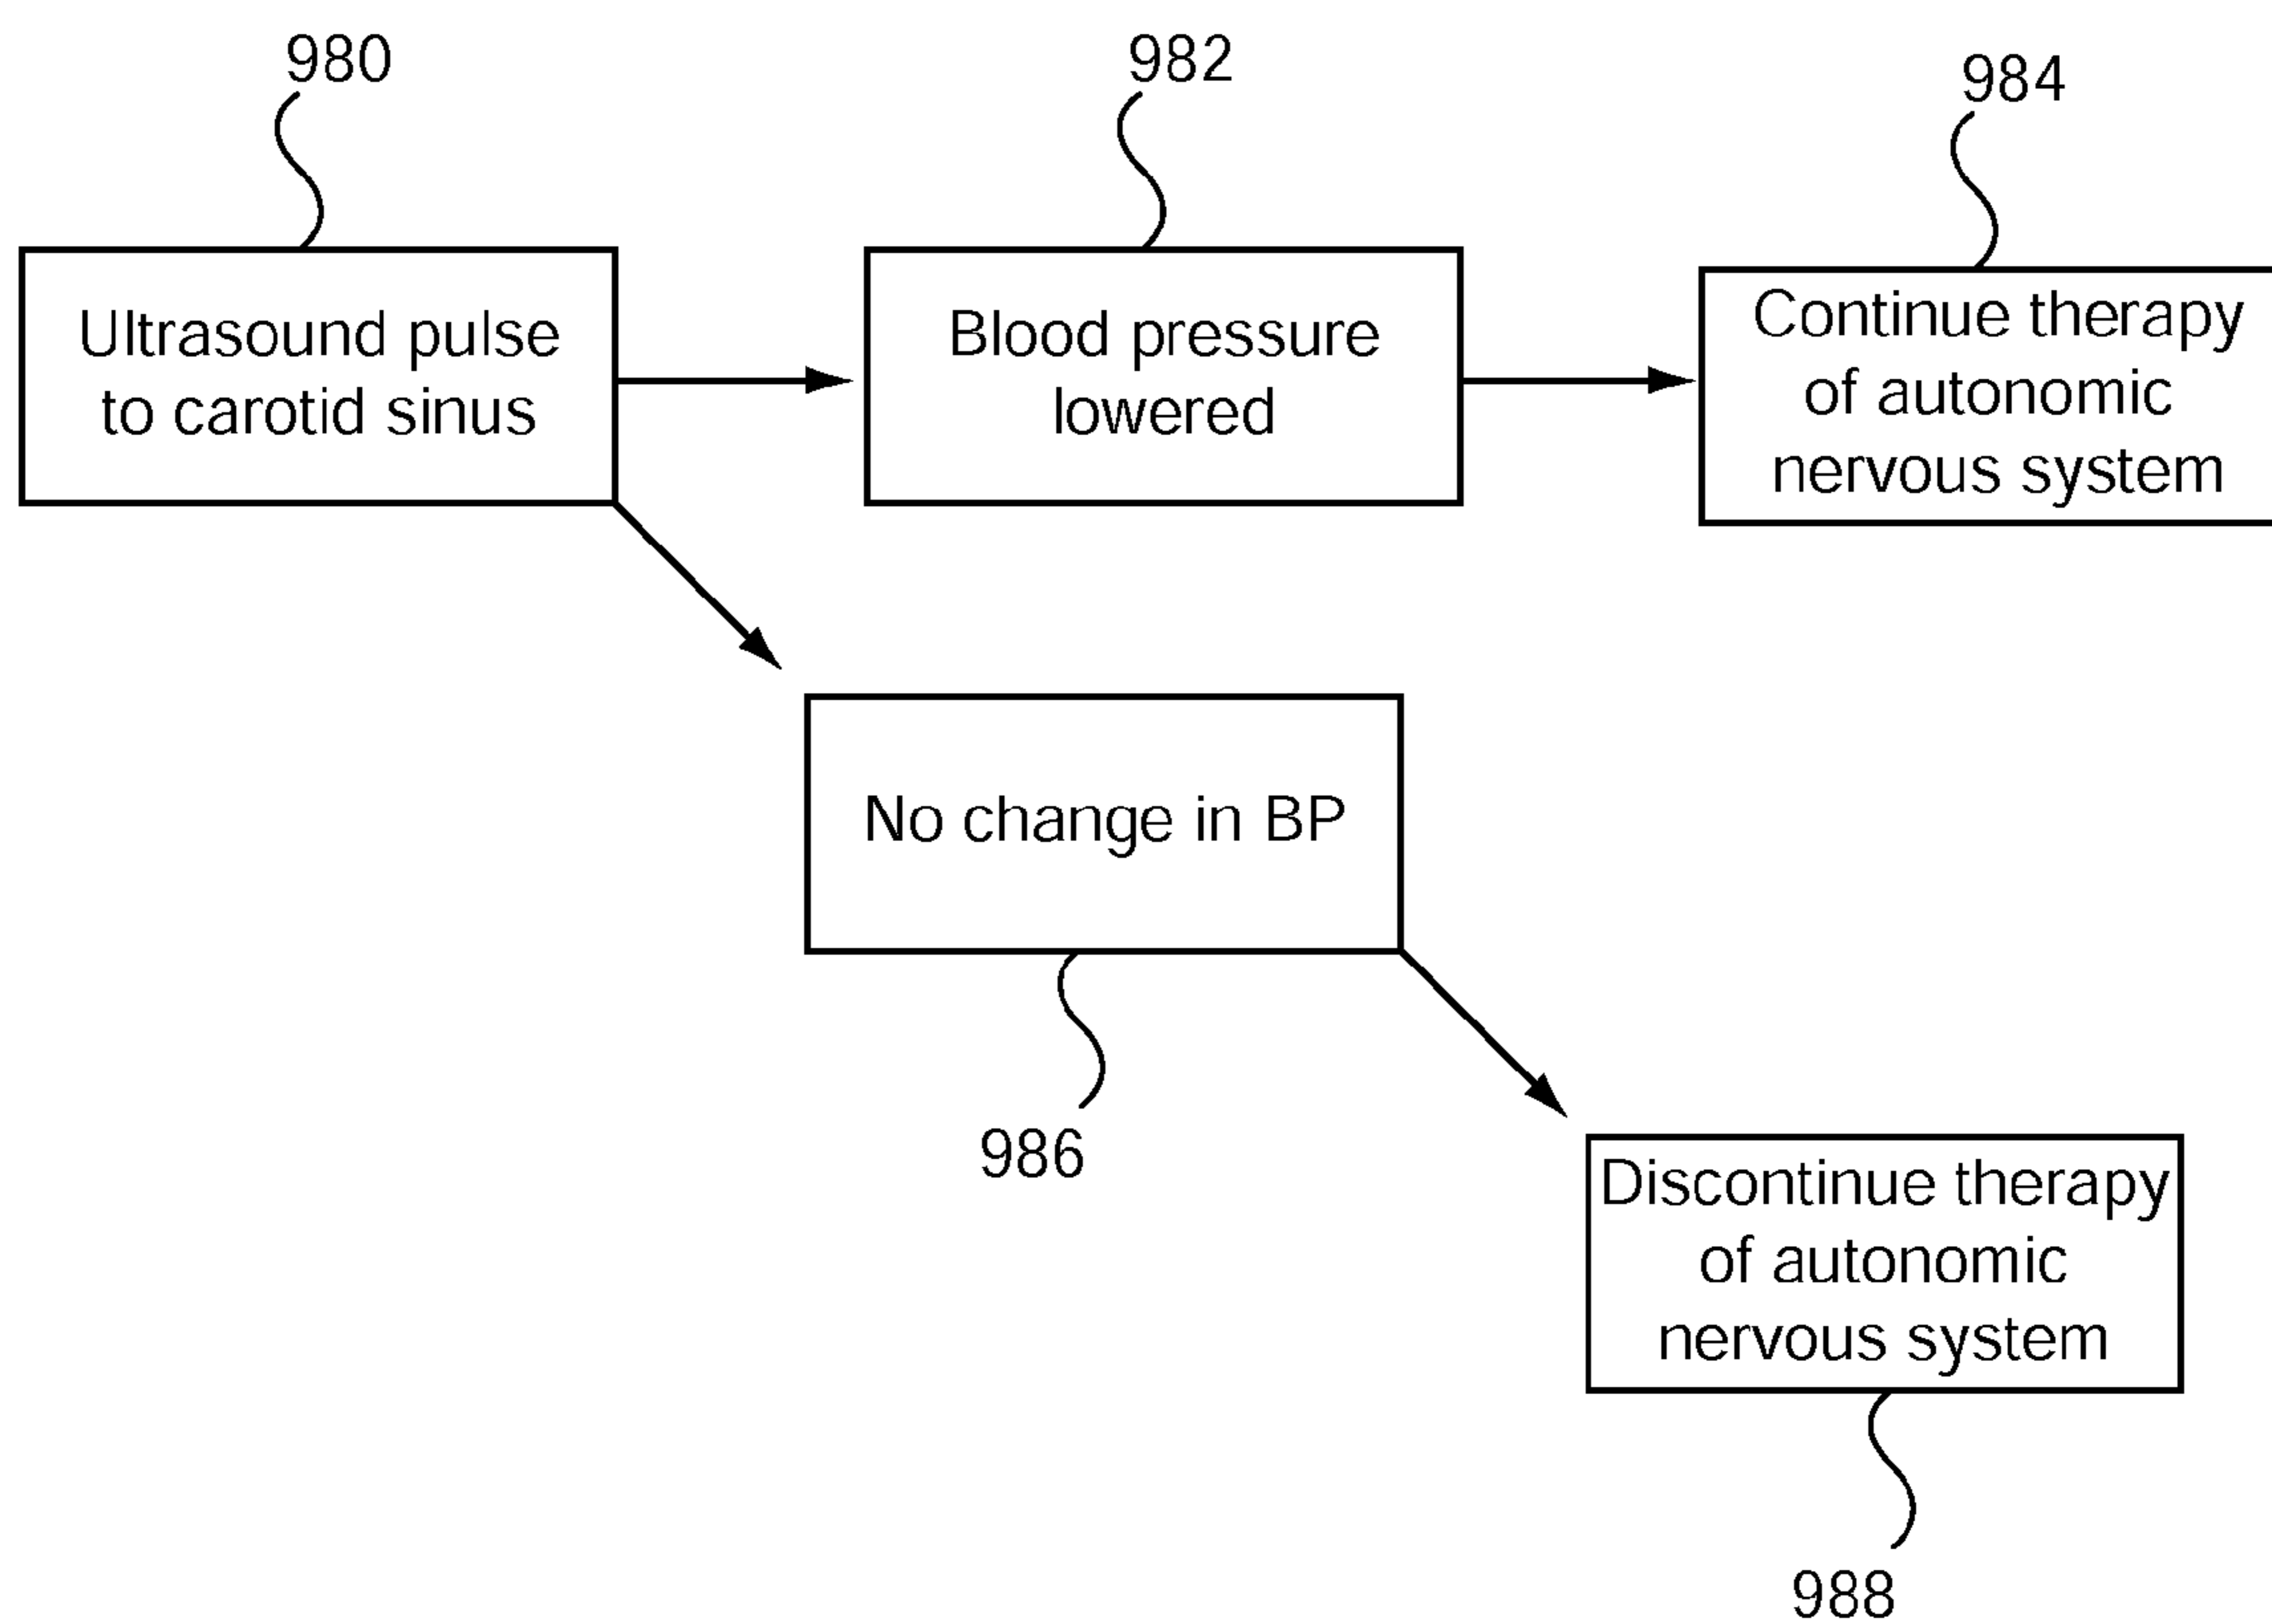 980
982
984
Ultrasound pulse
to carotid sinus
Blood pressure
lowered
Continue therapy
of autonomic
nervous system
No change in BP
986
Discontinue therapy
of autonomic
nervous system
988